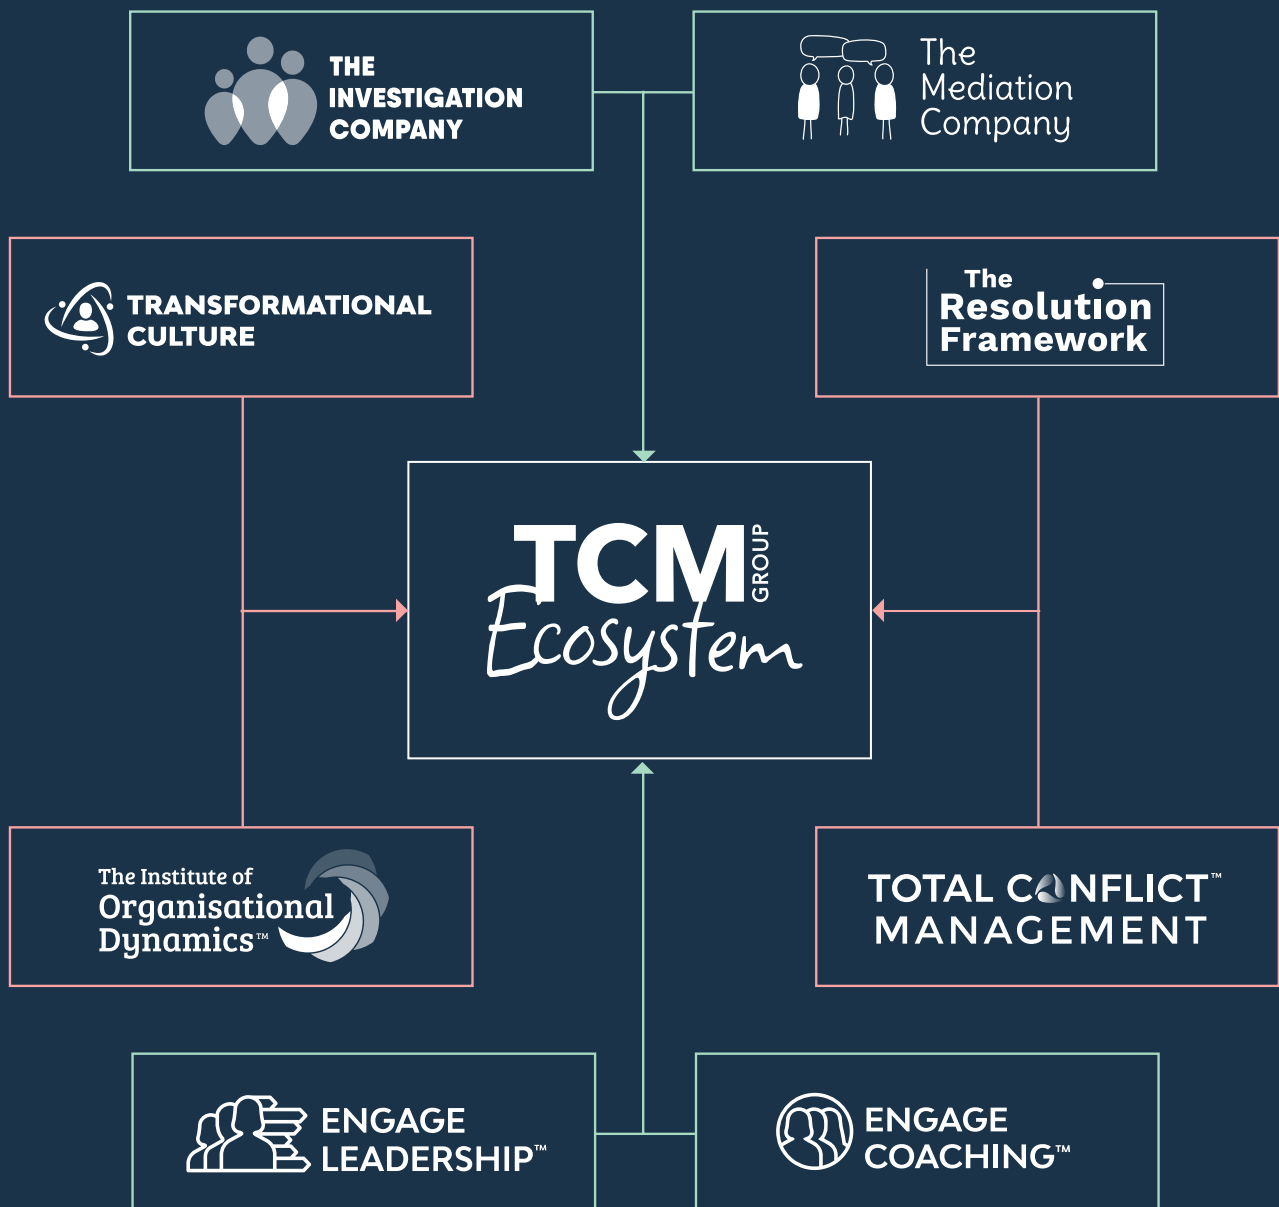 THE
INVESTIGATION
COMPANY
The
Mediation
Company
TRANSFORMATIONAL
CULTURE
The
Resolution
Framework
TCM GROUP
Ecosystem
The Institute of
Organisational
Dynamics™
TOTAL CONFLICT™
MANAGEMENT
ENGAGE
LEADERSHIP™
ENGAGE
COACHING™